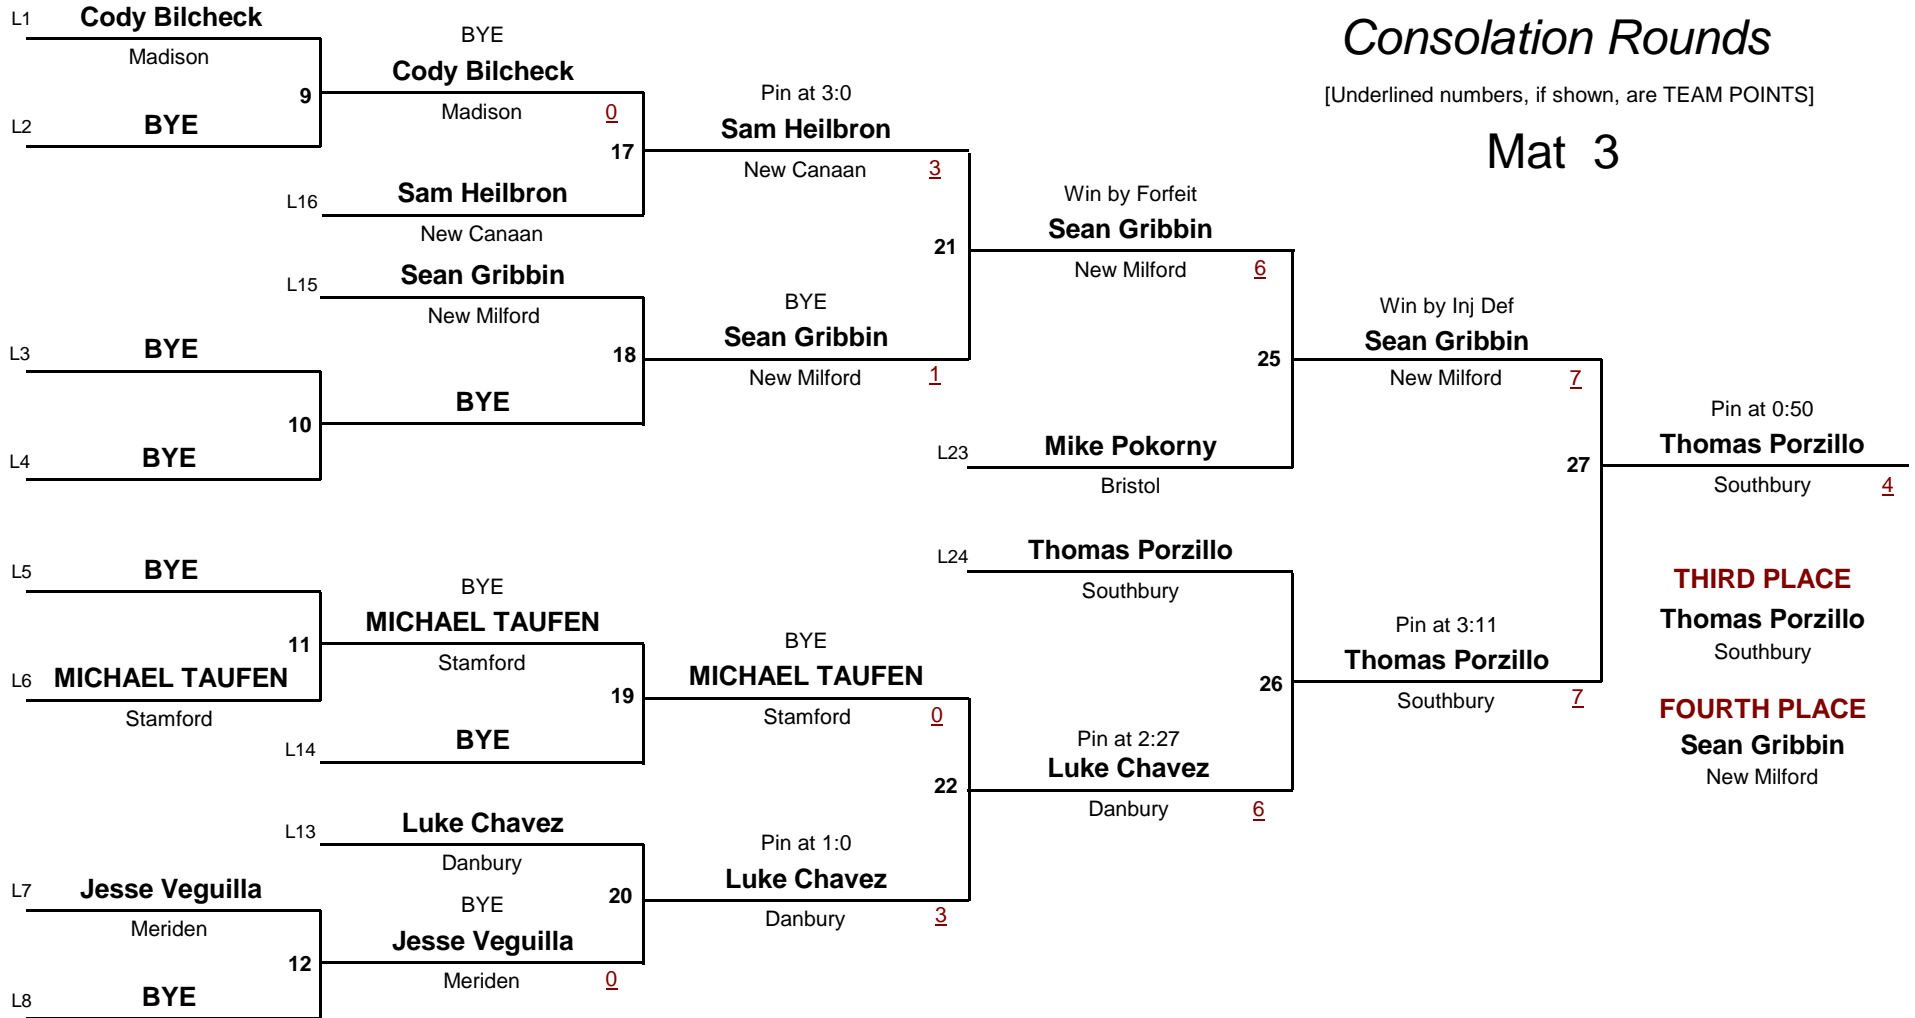 Consolation Rounds
[Underlined numbers, if shown, are TEAM POINTS]
Mat 3
L1 Cody Bilcheck
Madison
9
L2 BYE
BYE
Cody Bilcheck
Madison 0
17
L16 Sam Heilbron
New Canaan
Pin at 3:0
Sam Heilbron
New Canaan 3
21
L15 Sean Gribbin
New Milford
18
L3 BYE
10
BYE
L4 BYE
BYE
Sean Gribbin
New Milford 1
Win by Forfeit
Sean Gribbin
New Milford 6
25
L23 Mike Pokorny
Bristol
Win by Inj Def
Sean Gribbin
New Milford 7
27
Pin at 0:50
Thomas Porzillo
Southbury 4
L5 BYE
11
L6 MICHAEL TAUFEN
Stamford
BYE
MICHAEL TAUFEN
Stamford
19
L14 BYE
BYE
MICHAEL TAUFEN
Stamford 0
22
L24 Thomas Porzillo
Southbury
26
Pin at 2:27
Luke Chavez
Danbury 6
Pin at 3:11
Thomas Porzillo
Southbury 7
L13 Luke Chavez
Danbury
20
L7 Jesse Veguilla
Meriden
12
L8 BYE
BYE
Jesse Veguilla
Meriden 0
Pin at 1:0
Luke Chavez
Danbury 3
THIRD PLACE
Thomas Porzillo
Southbury
FOURTH PLACE
Sean Gribbin
New Milford